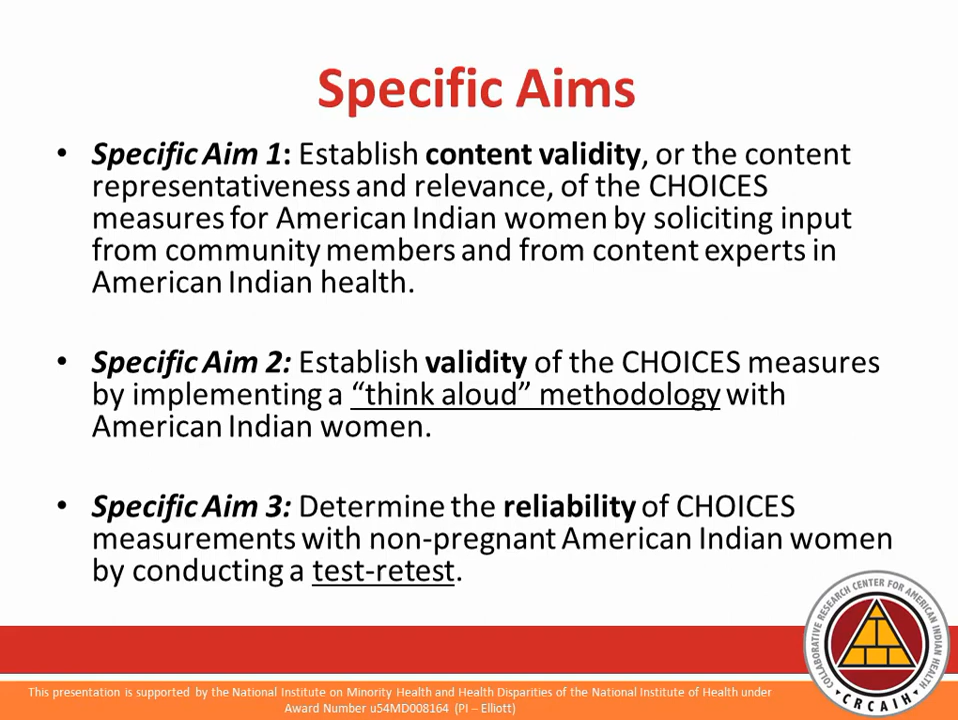 Specific Aims
• Specific Aim 1: Establish content validity, or the content
representativeness and relevance, of the CHOICES
measures for American Indian women by soliciting input
from community members and from content experts in
American Indian health.
• Specific Aim 2: Establish validity of the CHOICES measures
by implementing a “think aloud” methodology with
American Indian women.
• Specific Aim 3: Determine the reliability of CHOICES
measurements with non-pregnant American Indian women
by conducting a test-retest.
COLLABORATIVE RESEARCH CENTER FOR AMERICAN INDIAN HEALTH
CRCAIH
This presentation is supported by the National Institute on Minority Health and Health Disparities of the National Institute of Health under
Award Number u54MD008164 (PI – Elliott)